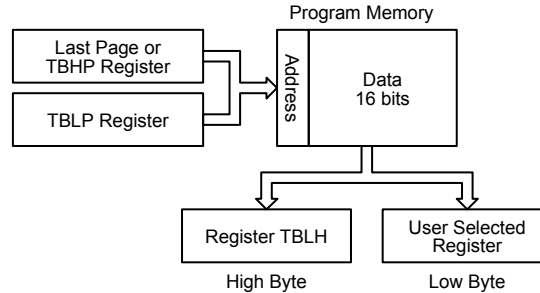 Program Memory
Last Page or
TBHP Register
TBLP Register
Address
Data
16 bits
Register TBLH
User Selected
Register
High Byte
Low Byte